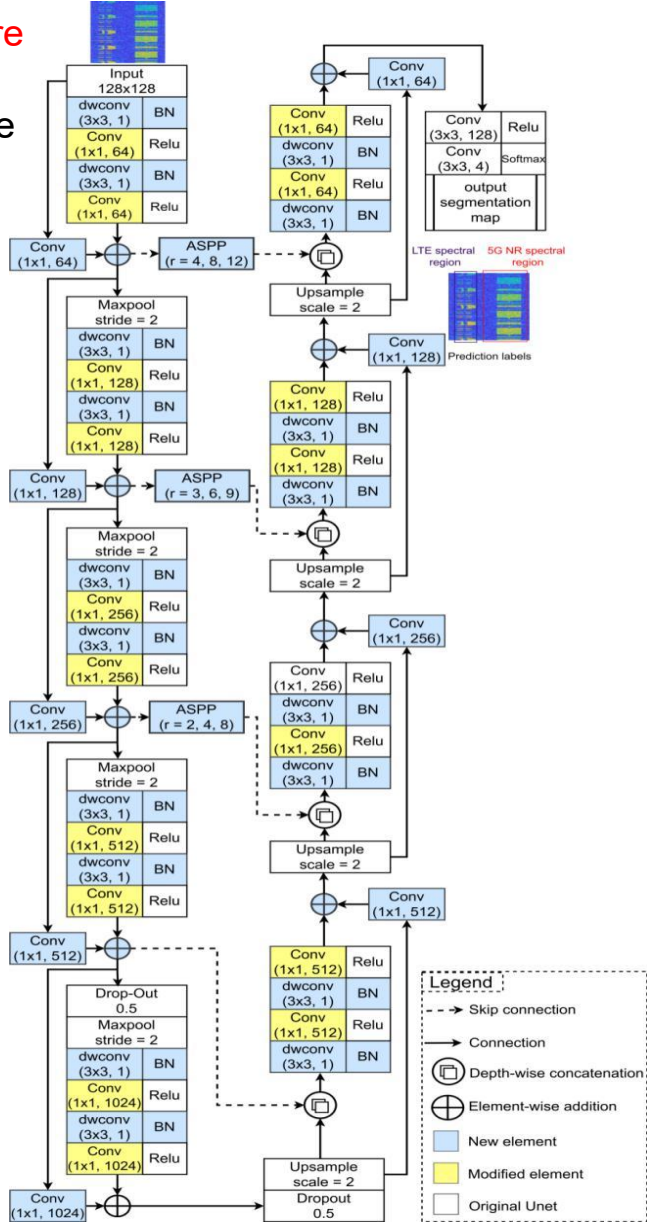 re
e
Input
128x128
dwconv
(3x3, 1)
BN
Conv
(1x1, 64)
Relu
dwconv
(3x3, 1)
BN
Conv
(1x1, 64)
Relu
Conv
(1x1, 64)
ASPP
(r = 4, 8, 12)
Maxpool
stride = 2
dwconv
(3x3, 1)
BN
Conv
(1x1, 128)
Relu
dwconv
(3x3, 1)
BN
Conv
(1x1, 128)
Relu
Conv
(1x1, 128)
ASPP
(r = 3, 6, 9)
Maxpool
stride = 2
dwconv
(3x3, 1)
BN
Conv
(1x1, 256)
Relu
dwconv
(3x3, 1)
BN
Conv
(1x1, 256)
Relu
Conv
(1x1, 256)
ASPP
(r = 2, 4, 8)
Maxpool
stride = 2
dwconv
(3x3, 1)
BN
Conv
(1x1, 512)
Relu
dwconv
(3x3, 1)
BN
Conv
(1x1, 512)
Relu
Conv
(1x1, 512)
Drop-Out
0.5
Maxpool
stride = 2
dwconv
(3x3, 1)
BN
Conv
(1x1, 1024)
Relu
dwconv
(3x3, 1)
BN
Conv
(1x1, 1024)
Relu
Conv
(1x1, 1024)
Conv
(1x1, 64)
Conv
(1x1, 64)
Relu
dwconv
(3x3, 1)
BN
Conv
(1x1, 64)
Relu
dwconv
(3x3, 1)
BN
Upsample
scale = 2
Conv
(1x1, 128)
Conv
(1x1, 128)
Relu
dwconv
(3x3, 1)
BN
Conv
(1x1, 128)
Relu
dwconv
(3x3, 1)
BN
Upsample
scale = 2
Conv
(1x1, 256)
Conv
(1x1, 256)
Relu
dwconv
(3x3, 1)
BN
Conv
(1x1, 256)
Relu
dwconv
(3x3, 1)
BN
Upsample
scale = 2
Conv
(1x1, 512)
Conv
(1x1, 512)
Relu
dwconv
(3x3, 1)
BN
Conv
(1x1, 512)
Relu
dwconv
(3x3, 1)
BN
Upsample
scale = 2
Dropout
0.5
Conv
(3x3, 128)
Relu
Conv
(3x3, 4)
Softmax
output
segmentation
map
LTE spectral
region
5G NR spectral
region
Prediction labels
Legend
Skip connection
Connection
Depth-wise concatenation
Element-wise addition
New element
Modified element
Original Unet